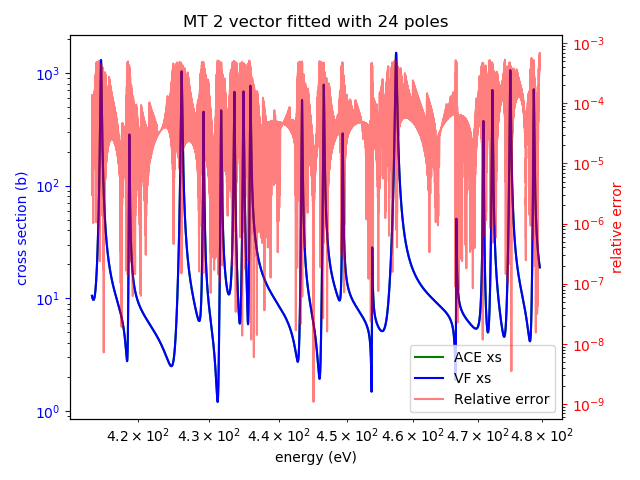 MT 2 vector fitted with 24 poles
10³
10²
10¹
10⁰
cross section (b)
10⁻³
10⁻⁴
10⁻⁵
10⁻⁶
10⁻⁷
10⁻⁸
10⁻⁹
relative error
ACE xs
VF xs
Relative error
4.2 × 10² 4.3 × 10² 4.4 × 10² 4.5 × 10² 4.6 × 10² 4.7 × 10² 4.8 × 10²
energy (eV)